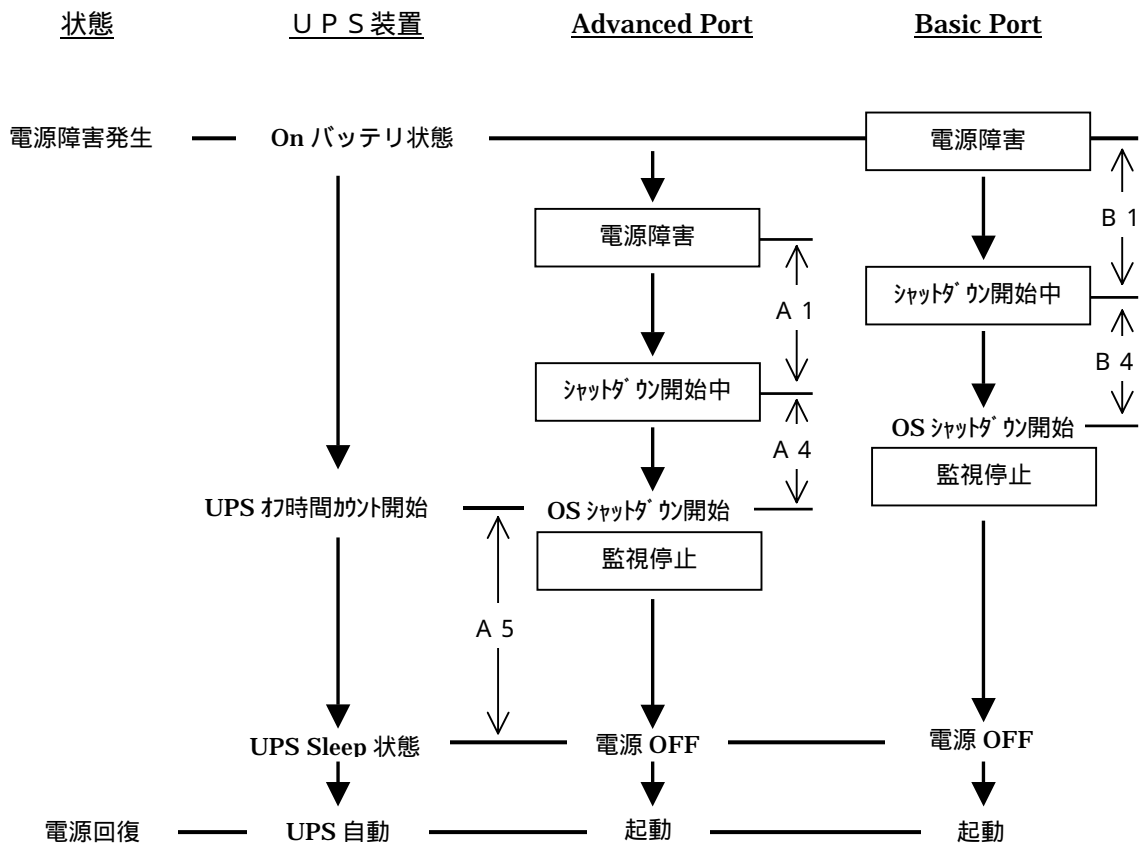 状態 ＵＰＳ装置 Advanced Port Basic Port
電源障害発生 On バッテリ状態 電源障害
B 1
電源障害
A 1
ｼｬｯﾄﾀﾞｳﾝ開始中
B 4
ｼｬｯﾄﾀﾞｳﾝ開始中
OS ｼｬｯﾄﾀﾞｳﾝ開始
A 4
監視停止
UPS ｵﾌ時間ｶｳﾝﾄ開始 OS ｼｬｯﾄﾀﾞｳﾝ開始
監視停止
A 5
UPS Sleep 状態 電源 OFF 電源 OFF
電源回復 UPS 自動 起動 起動